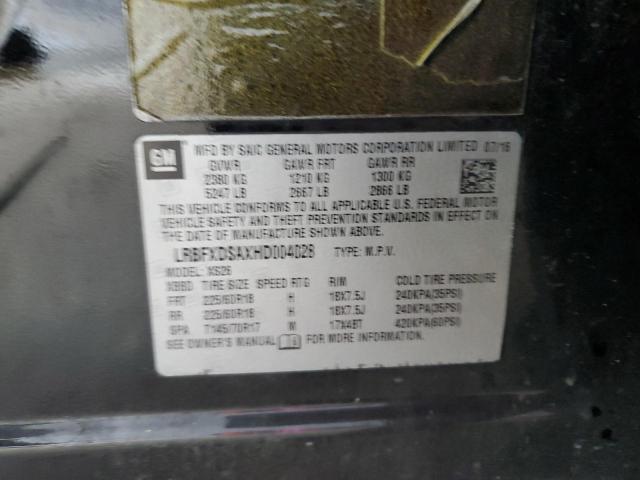 GM
MFD BY SAIC GENERAL MOTORS CORPORATION LIMITED 07/16
GVWR GAWR FRT GAWR RR
2380 KG 1210 KG 1300 KG
5247 LB 2667 LB 2866 LB
THIS VEHICLE CONFORMS TO ALL APPLICABLE U.S. FEDERAL MOTOR
VEHICLE SAFETY AND THEFT PREVENTION STANDARDS IN EFFECT ON
THE DATE OF MANUFACTURE SHOWN ABOVE.
LRBFXDSAXHD004028 TYPE: M.P.V.
MODEL: XS26
XBBD TIRE SIZE SPEED RTG RIM COLD TIRE PRESSURE
FRT 225/60R18 H 18X7.5J 240KPA(35PSI)
RR 225/60R18 H 18X7.5J 240KPA(35PSI)
SPA T145/70R17 M 17X4BT 420KPA(60PSI)
SEE OWNER'S MANUAL FOR MORE INFORMATION.